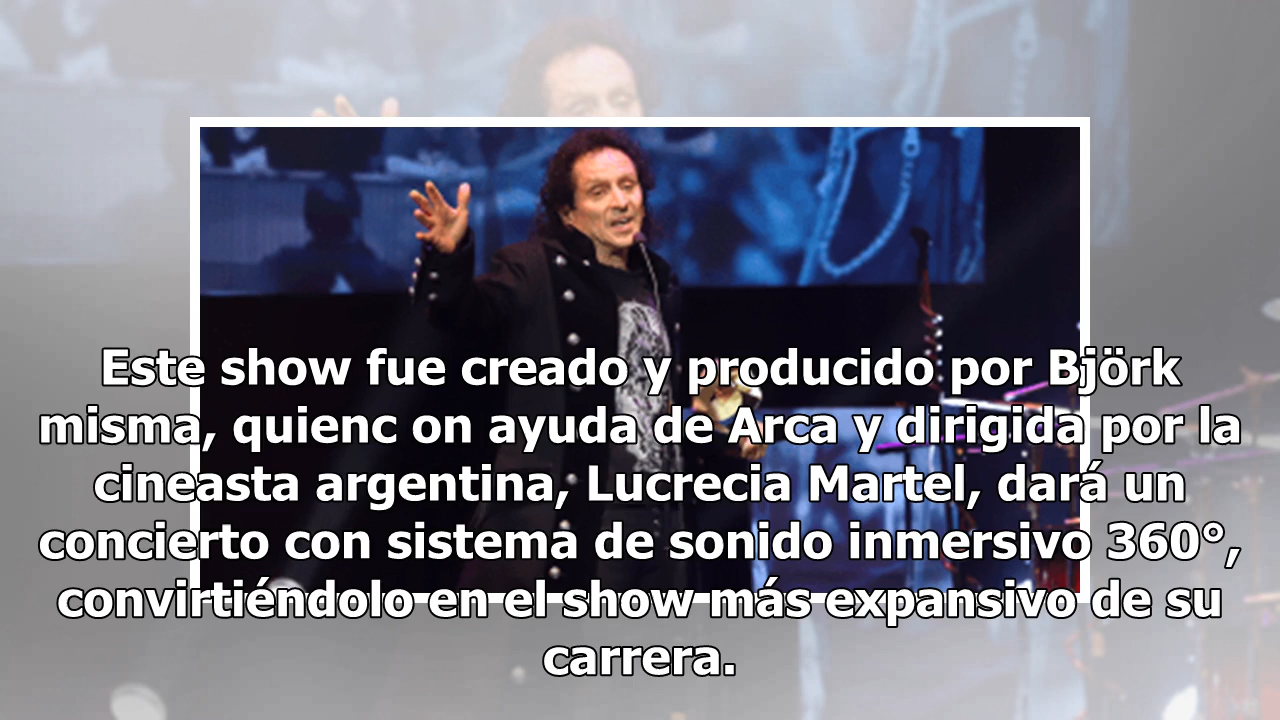 Este show fue creado y producido por Björk
misma, quienc on ayuda de Arca y dirigida por la
cineasta argentina, Lucrecia Martel, dará un
concierto con sistema de sonido inmersivo 360°,
convirtiéndolo en el show más expansivo de su
carrera.